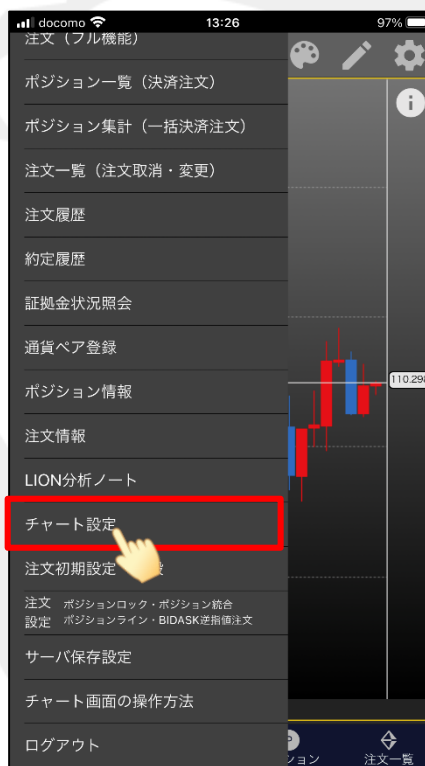 docomo 13:26 97%
注文（フル機能）
ポジション一覧（決済注文）
ポジション集計（一括決済注文）
注文一覧（注文取消・変更）
注文履歴
約定履歴
証拠金状況照会
通貨ペア登録
ポジション情報
110.298
注文情報
LION分析ノート
チャート設定
注文初期設定
注文 ポジションロック・ポジション統合
設定 ポジションライン・BIDASK逆指値注文
サーバ保存設定
チャート画面の操作方法
ログアウト
ション 注文一覧